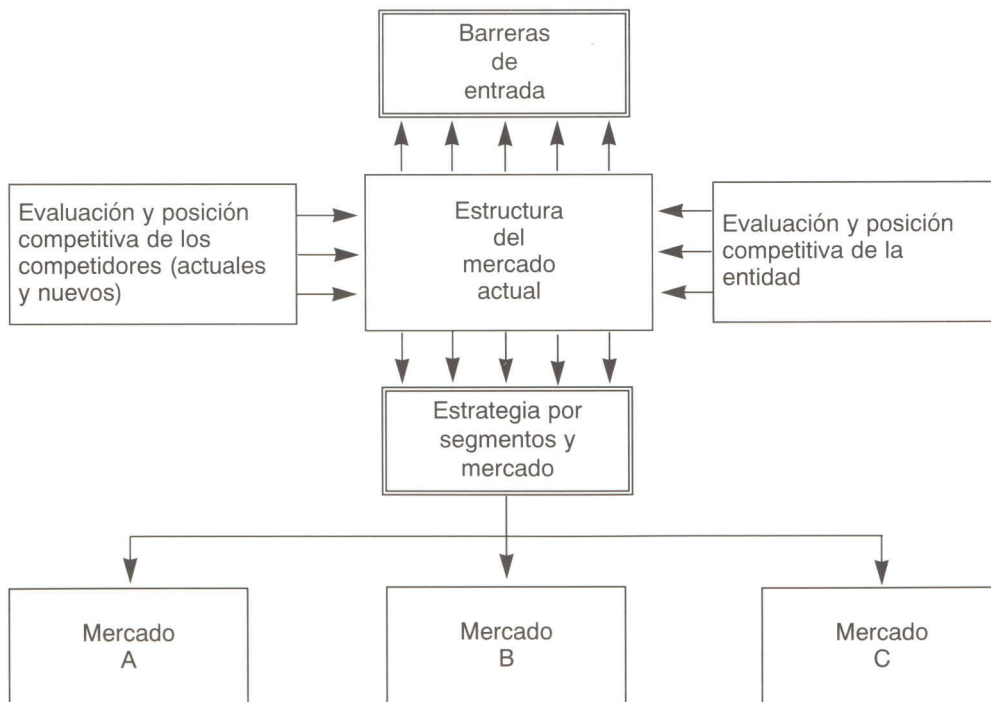 Barreras
de
entrada
Evaluación y posición
competitiva de los
competidores (actuales
y nuevos)
Estructura
del
mercado
actual
Evaluación y posición
competitiva de la
entidad
Estrategia por
segmentos y
mercado
Mercado
A
Mercado
B
Mercado
C